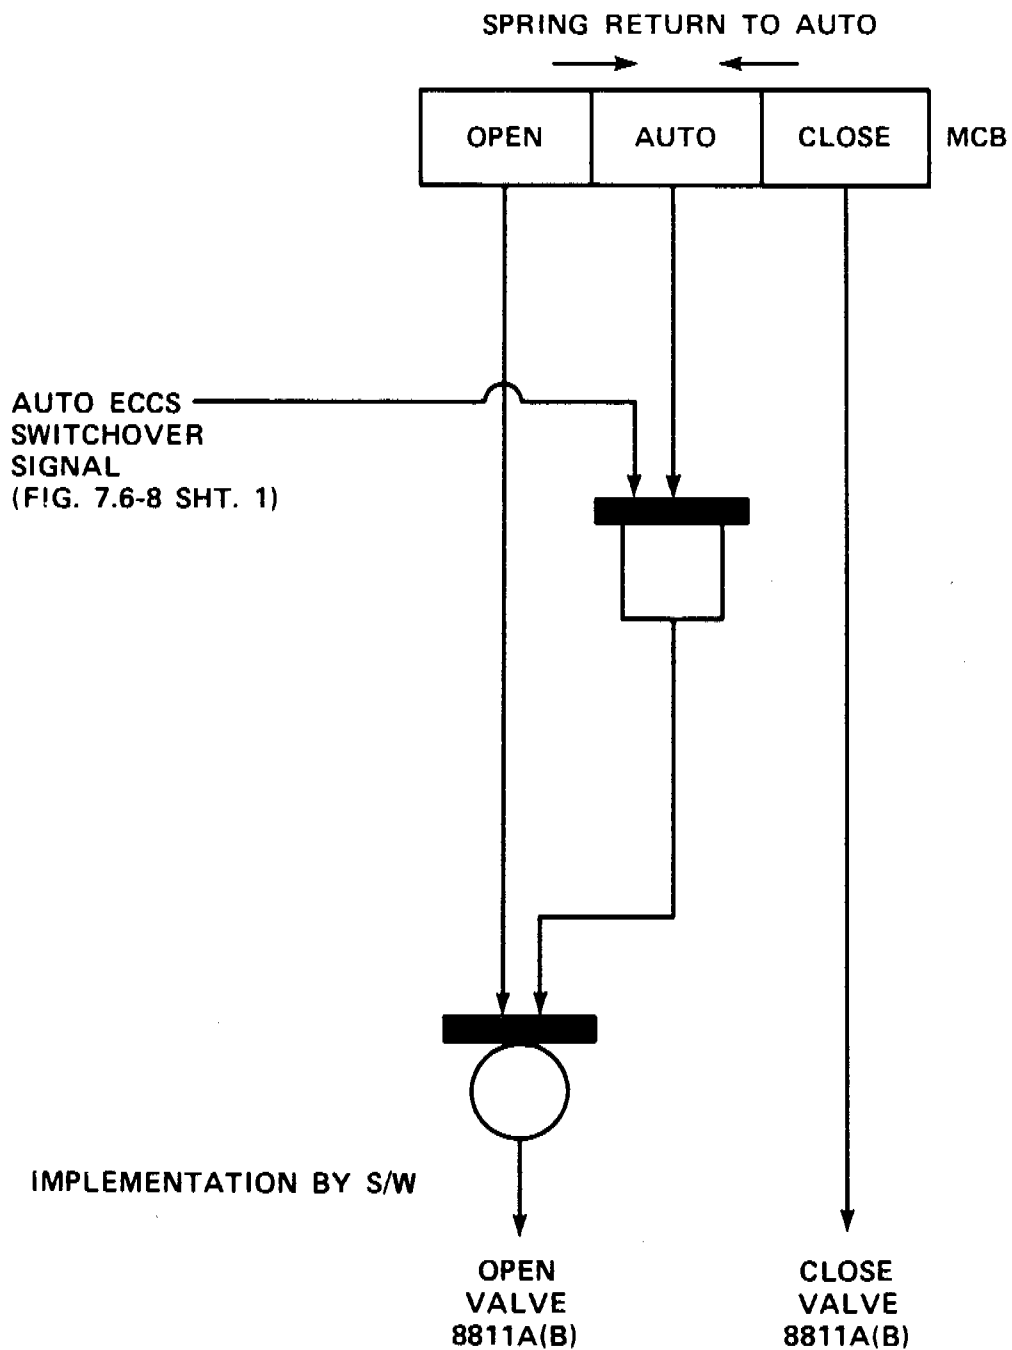 SPRING RETURN TO AUTO
OPEN
AUTO
CLOSE
MCB
AUTO ECCS
SWITCHOVER
SIGNAL
(FIG. 7.6-8 SHT. 1)
IMPLEMENTATION BY S/W
OPEN
VALVE
8811A(B)
CLOSE
VALVE
8811A(B)